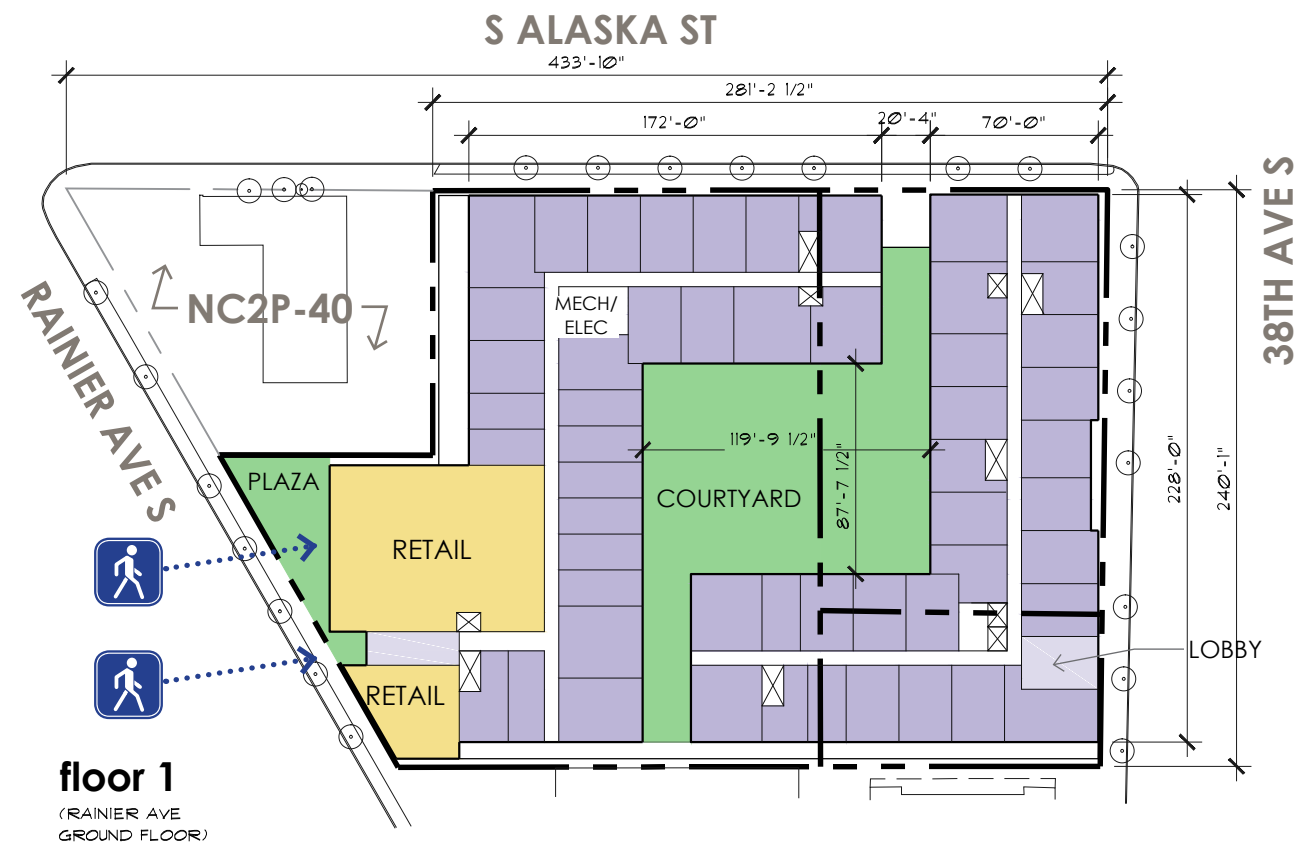 S ALASKA ST
433'-10"
281'-2 1/2"
172'-0"
20'-4"
70'-0"
38TH AVE S
RAINIER AVE S
NC2P-40
MECH/
ELEC
119'-9 1/2"
87'-7 1/2"
228'-0"
240'-1"
PLAZA
COURTYARD
RETAIL
LOBBY
RETAIL
floor 1
(RAINIER AVE
GROUND FLOOR)